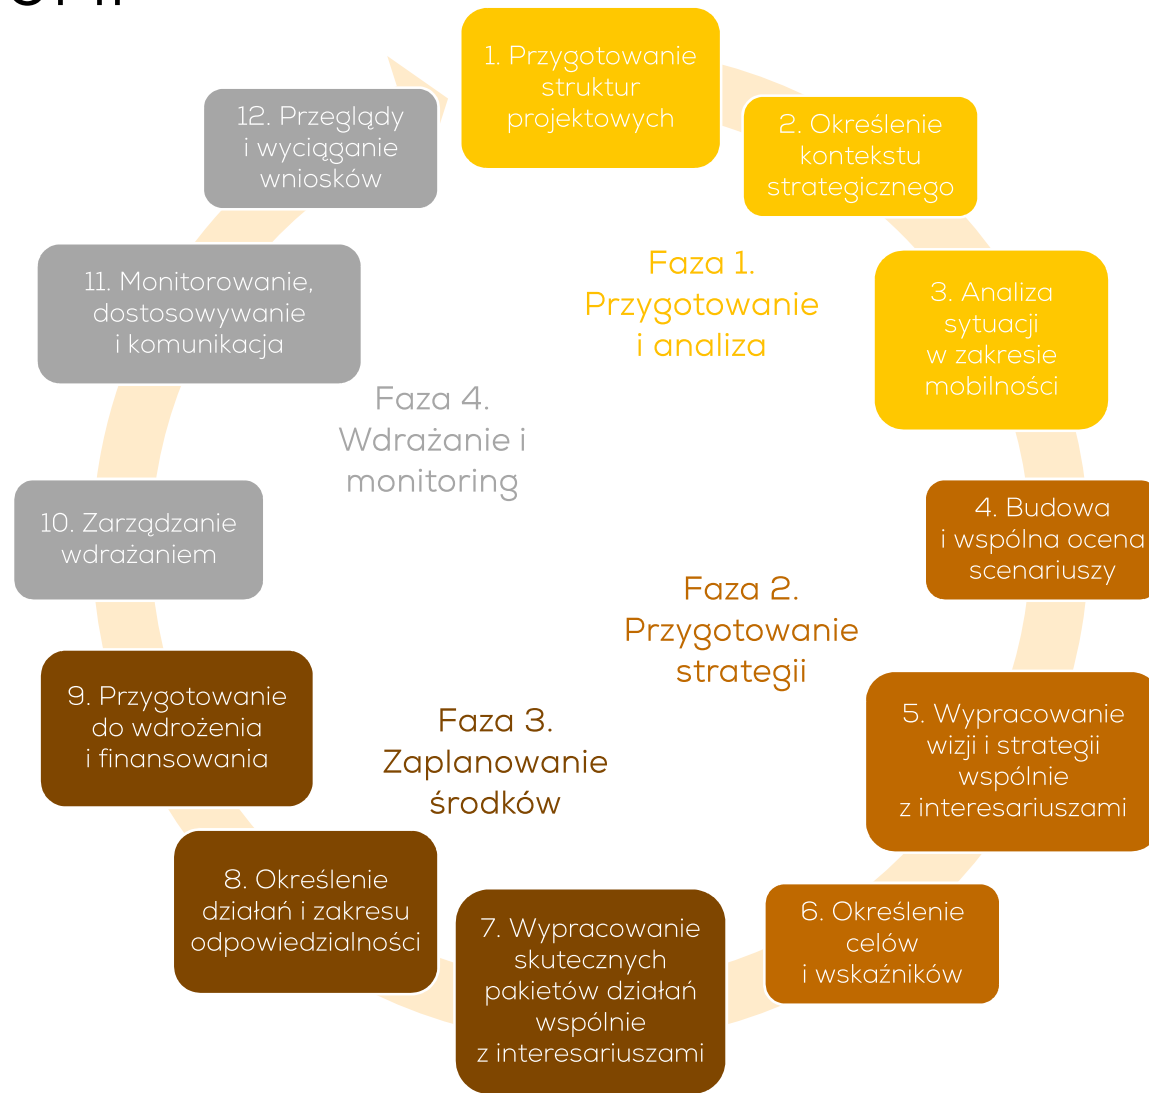 1. Przygotowanie
struktur
projektowych
2. Określenie
kontekstu
strategicznego
3. Analiza
sytuacji
w zakresie
mobilności
4. Budowa
i wspólna ocena
scenariuszy
5. Wypracowanie
wizji i strategii
wspólnie
z interesariuszami
6. Określenie
celów
i wskaźników
7. Wypracowanie
skutecznych
pakietów działań
wspólnie
z interesariuszami
8. Określenie
działań i zakresu
odpowiedzialności
9. Przygotowanie
do wdrożenia
i finansowania
10. Zarządzanie
wdrażaniem
11. Monitorowanie,
dostosowywanie
i komunikacja
12. Przeglądy
i wyciąganie
wniosków
Faza 1.
Przygotowanie
i analiza
Faza 2.
Przygotowanie
strategii
Faza 3.
Zaplanowanie
środków
Faza 4.
Wdrażanie i
monitoring